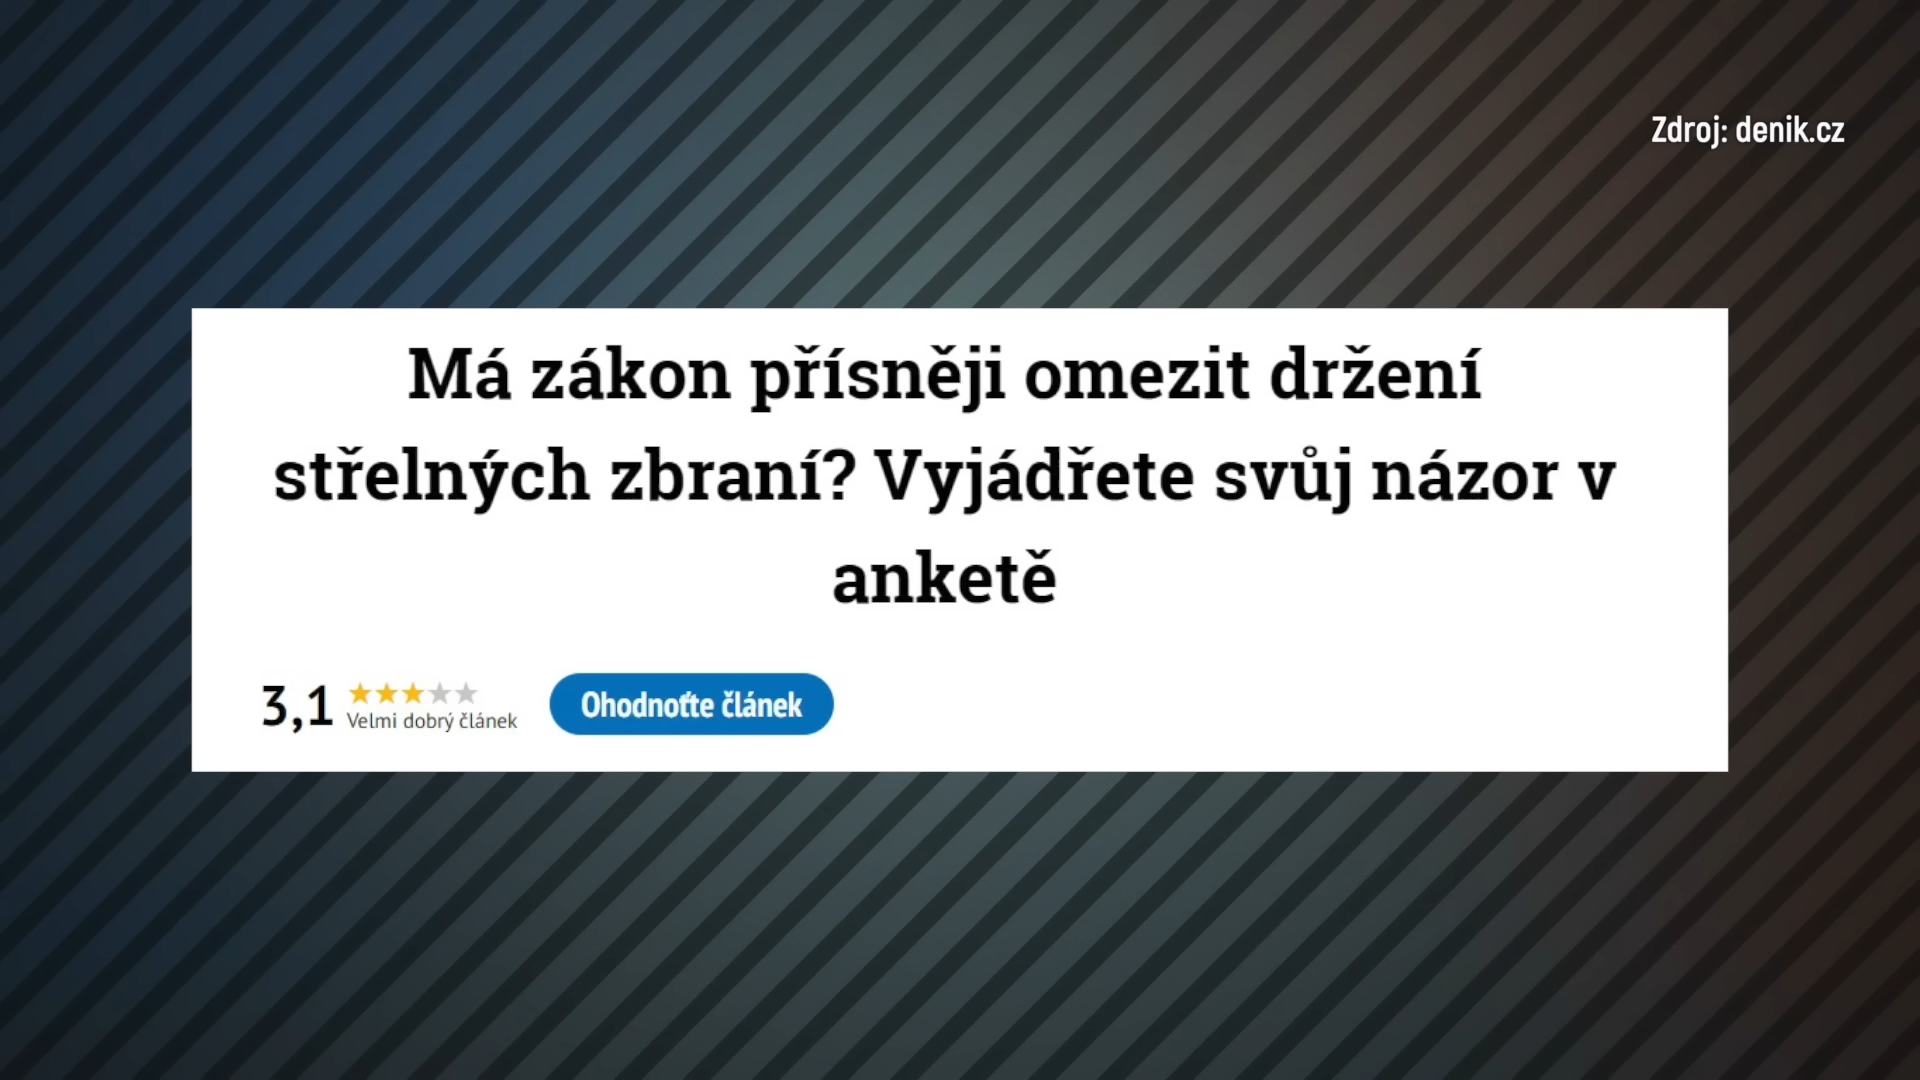 Zdroj: denik.cz
Má zákon přísněji omezit držení
střelných zbraní? Vyjádřete svůj názor v
anketě
3,1
Velmi dobrý článek
Ohodnoťte článek